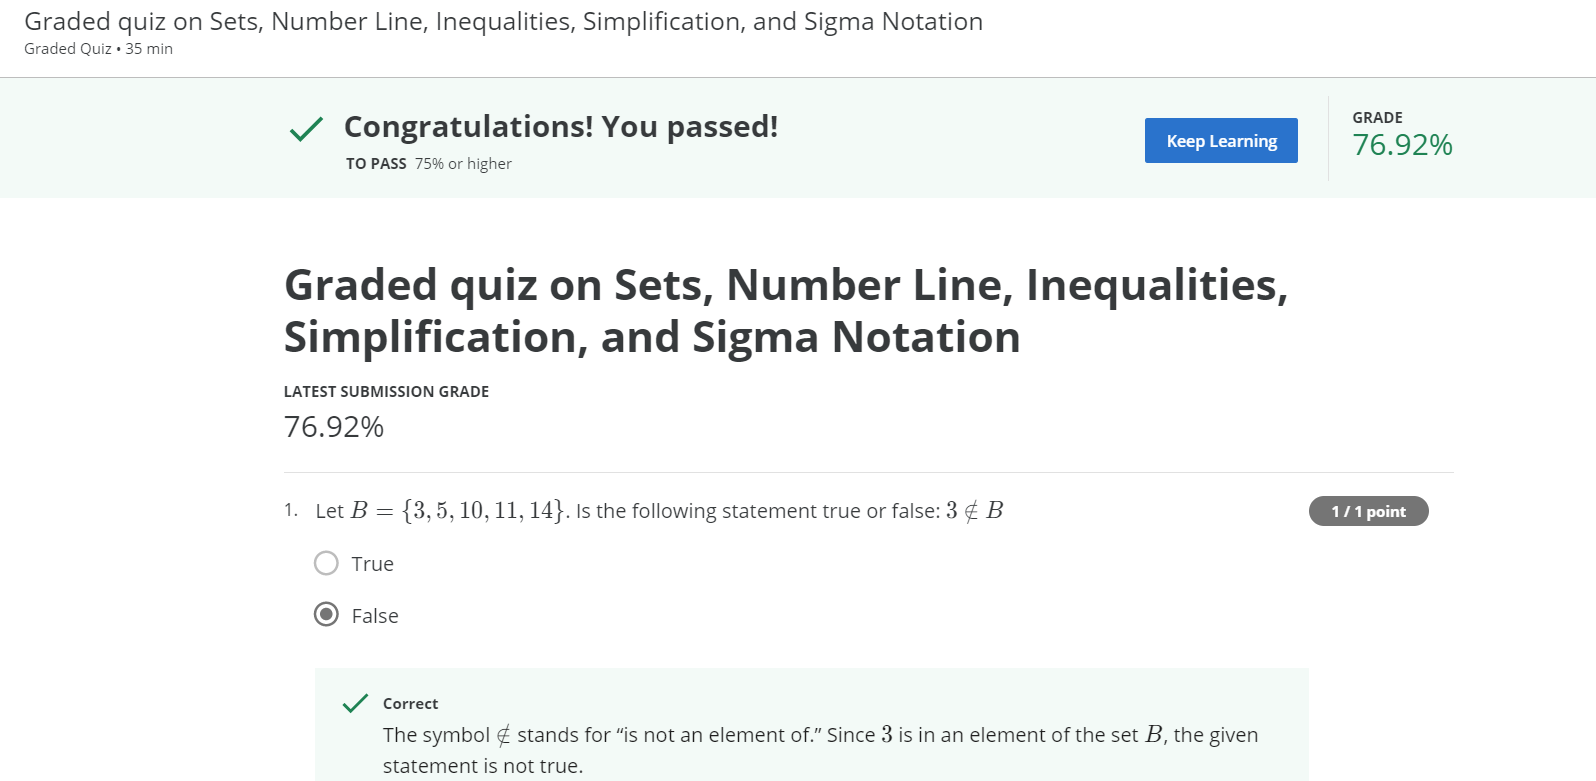 Graded quiz on Sets, Number Line, Inequalities, Simplification, and Sigma Notation
Graded Quiz • 35 min
Congratulations! You passed!
TO PASS 75% or higher
Keep Learning
GRADE
76.92%
Graded quiz on Sets, Number Line, Inequalities,
Simplification, and Sigma Notation
LATEST SUBMISSION GRADE
76.92%
1. Let B = {3, 5, 10, 11, 14}. Is the following statement true or false: 3 ∉ B
1 / 1 point
True
False
Correct
The symbol ∉ stands for “is not an element of.” Since 3 is in an element of the set B, the given
statement is not true.